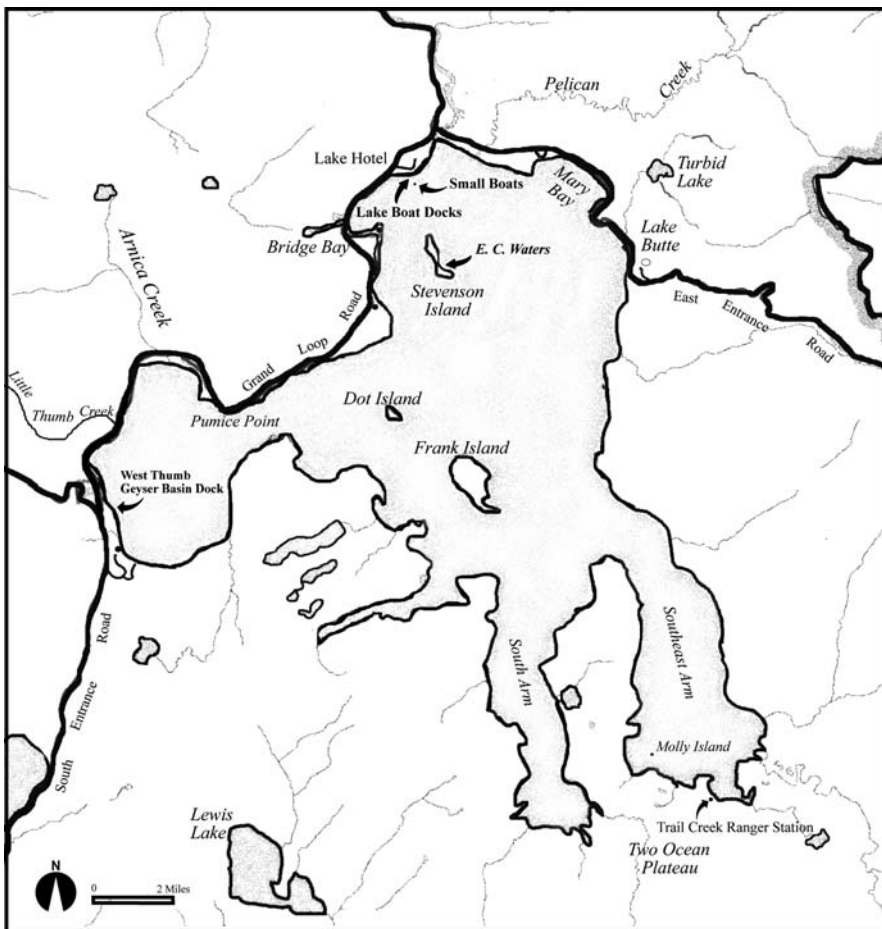 Pelican
Creek
Lake Hotel
Small Boats
Mary
Bay
Turbid
Lake
Lake Boat Docks
Bridge Bay
E. C. Waters
Lake
Butte
Arnica Creek
Stevenson
Island
East Entrance Road
Grand Loop Road
Little
Thumb Creek
Dot Island
Pumice Point
Frank Island
West Thumb
Geyser Basin Dock
South Entrance Road
South Arm
Southeast Arm
Molly Island
Trail Creek Ranger Station
Two Ocean
Plateau
Lewis
Lake
N
0 2 Miles